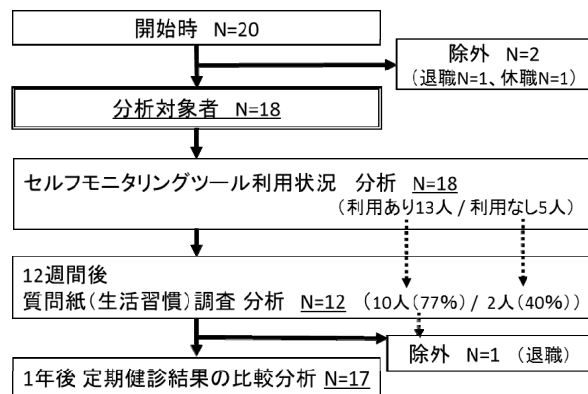 開始時 N=20
除外 N=2
(退職N=1、休職N=1)
分析対象者 N=18
セルフモニタリングツール利用状況 分析 N=18
(利用あり13人 / 利用なし5人)
12週間後
質問紙(生活習慣)調査 分析 N=12 (10人(77%) / 2人(40%))
除外 N=1 (退職)
1年後 定期健診結果の比較分析 N=17